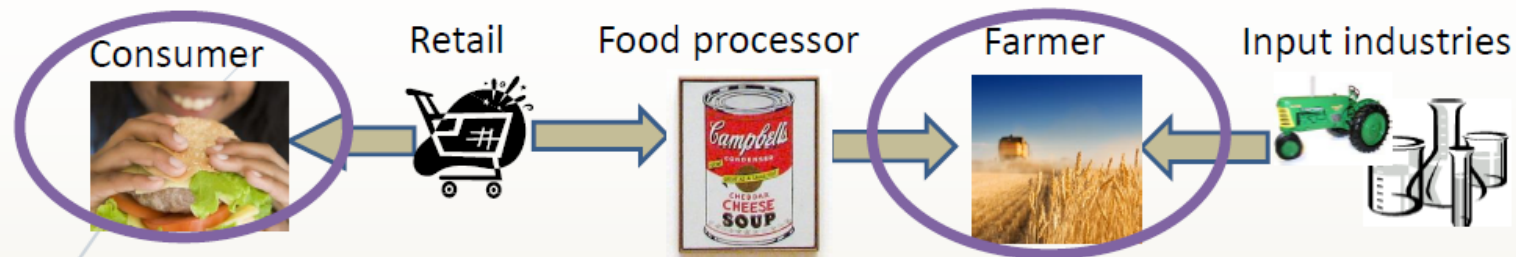 Consumer
Retail
Food processor
Farmer
Input industries
Campbell's
CONDENSED
CHEDDAR
CHEESE
SOUP